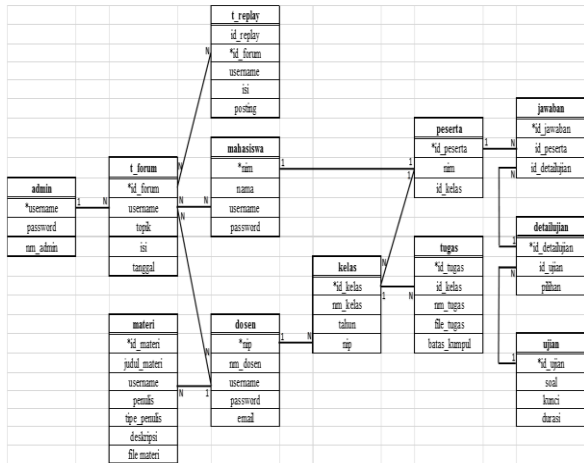 t_replay
id_replay
*id_forum
username
isi
posting
mahasiswa
*nim
nama
username
password
peserta
*id_peserta
nim
id_kelas
jawaban
*id_jawaban
id_peserta
id_detailujian
t_forum
*id_forum
username
topik
isi
tanggal
admin
*username
password
nm_admin
detailujian
*id_detailujian
id_ujian
pilihan
kelas
*id_kelas
nm_kelas
tahun
nip
tugas
*id_tugas
id_kelas
nm_tugas
file_tugas
batas_kumpul
materi
*id_materi
judul_materi
username
penulis
tipe_penulis
deskripsi
file materi
dosen
*nip
nm_dosen
username
password
email
ujian
*id_ujian
soal
kunci
durasi
N
N
1
N
N
N
N
N
1
N
1
1
N
1
N
1
N
1
1
N
N
1
N
1